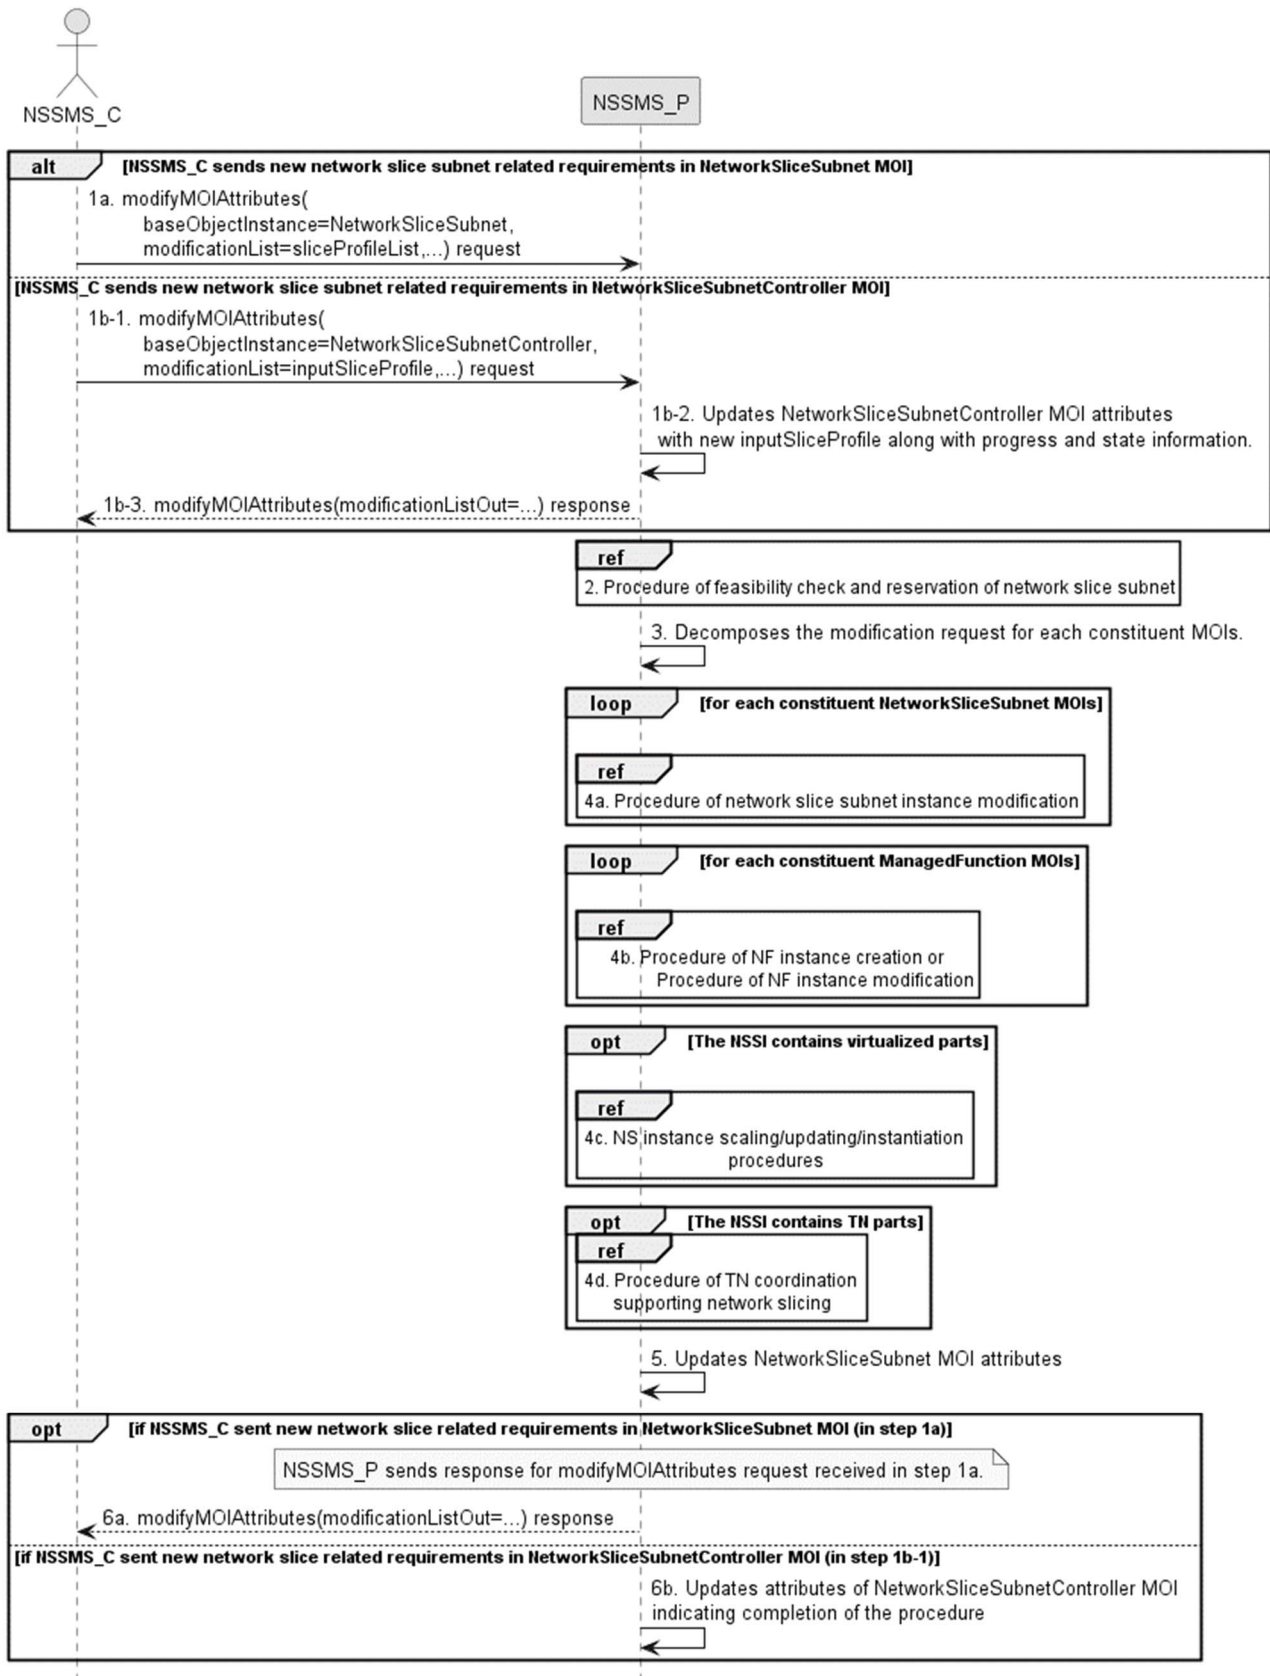 NSSMS_C
NSSMS_P
alt [NSSMS_C sends new network slice subnet related requirements in NetworkSliceSubnet MOI]
1a. modifyMOIAttributes(
baseObjectInstance=NetworkSliceSubnet,
modificationList=sliceProfileList,...) request
[NSSMS_C sends new network slice subnet related requirements in NetworkSliceSubnetController MOI]
1b-1. modifyMOIAttributes(
baseObjectInstance=NetworkSliceSubnetController,
modificationList=inputSliceProfile,...) request
1b-2. Updates NetworkSliceSubnetController MOI attributes
with new inputSliceProfile along with progress and state information.
1b-3. modifyMOIAttributes(modificationListOut=...) response
ref
2. Procedure of feasibility check and reservation of network slice subnet
3. Decomposes the modification request for each constituent MOIs.
loop [for each constituent NetworkSliceSubnet MOIs]
ref
4a. Procedure of network slice subnet instance modification
loop [for each constituent ManagedFunction MOIs]
ref
4b. Procedure of NF instance creation or
Procedure of NF instance modification
opt [The NSSI contains virtualized parts]
ref
4c. NS instance scaling/updating/instantiation
procedures
opt [The NSSI contains TN parts]
ref
4d. Procedure of TN coordination
supporting network slicing
5. Updates NetworkSliceSubnet MOI attributes
opt [if NSSMS_C sent new network slice related requirements in NetworkSliceSubnet MOI (in step 1a)]
NSSMS_P sends response for modifyMOIAttributes request received in step 1a.
6a. modifyMOIAttributes(modificationListOut=...) response
[if NSSMS_C sent new network slice related requirements in NetworkSliceSubnetController MOI (in step 1b-1)]
6b. Updates attributes of NetworkSliceSubnetController MOI
indicating completion of the procedure